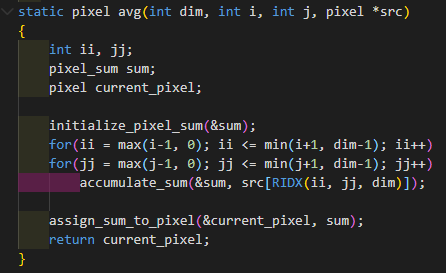 static pixel avg(int dim, int i, int j, pixel *src)
{
int ii, jj;
pixel_sum sum;
pixel current_pixel;
initialize_pixel_sum(&sum);
for(ii = max(i-1, 0); ii <= min(i+1, dim-1); ii++)
for(jj = max(j-1, 0); jj <= min(j+1, dim-1); jj++)
accumulate_sum(&sum, src[RIDX(ii, jj, dim)]);
assign_sum_to_pixel(&current_pixel, sum);
return current_pixel;
}